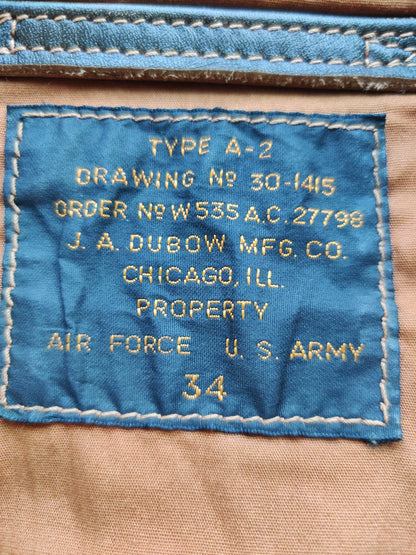 TYPE A-2
DRAWING No 30-1415
ORDER No W535 A.C. 27798
J. A. DUBOW MFG. CO.
CHICAGO, ILL.
PROPERTY
AIR FORCE U. S. ARMY
34